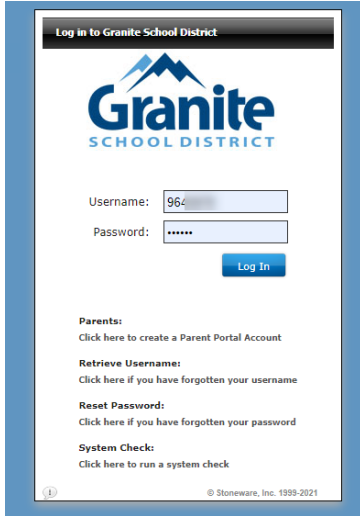 Log in to Granite School District
Granite
SCHOOL DISTRICT
Username: 964
Password: ••••••
Log In
Parents:
Click here to create a Parent Portal Account
Retrieve Username:
Click here if you have forgotten your username
Reset Password:
Click here if you have forgotten your password
System Check:
Click here to run a system check
© Stoneware, Inc. 1999-2021